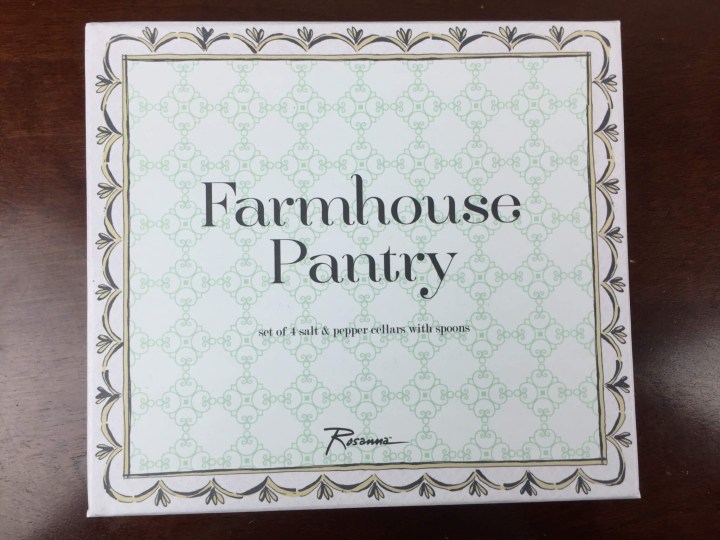 Farmhouse
Pantry
set of 4 salt & pepper cellars with spoons
Rosanna